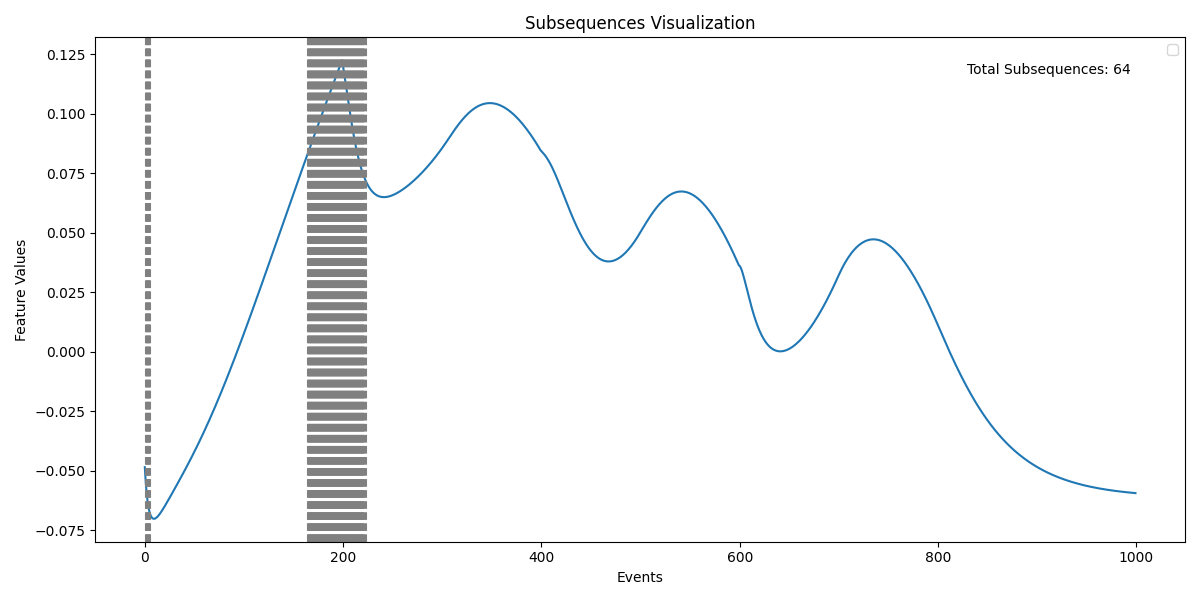 Subsequences Visualization
Total Subsequences: 64
Feature Values
0.125
0.100
0.075
0.050
0.025
0.000
−0.025
−0.050
−0.075
0 200 400 600 800 1000
Events